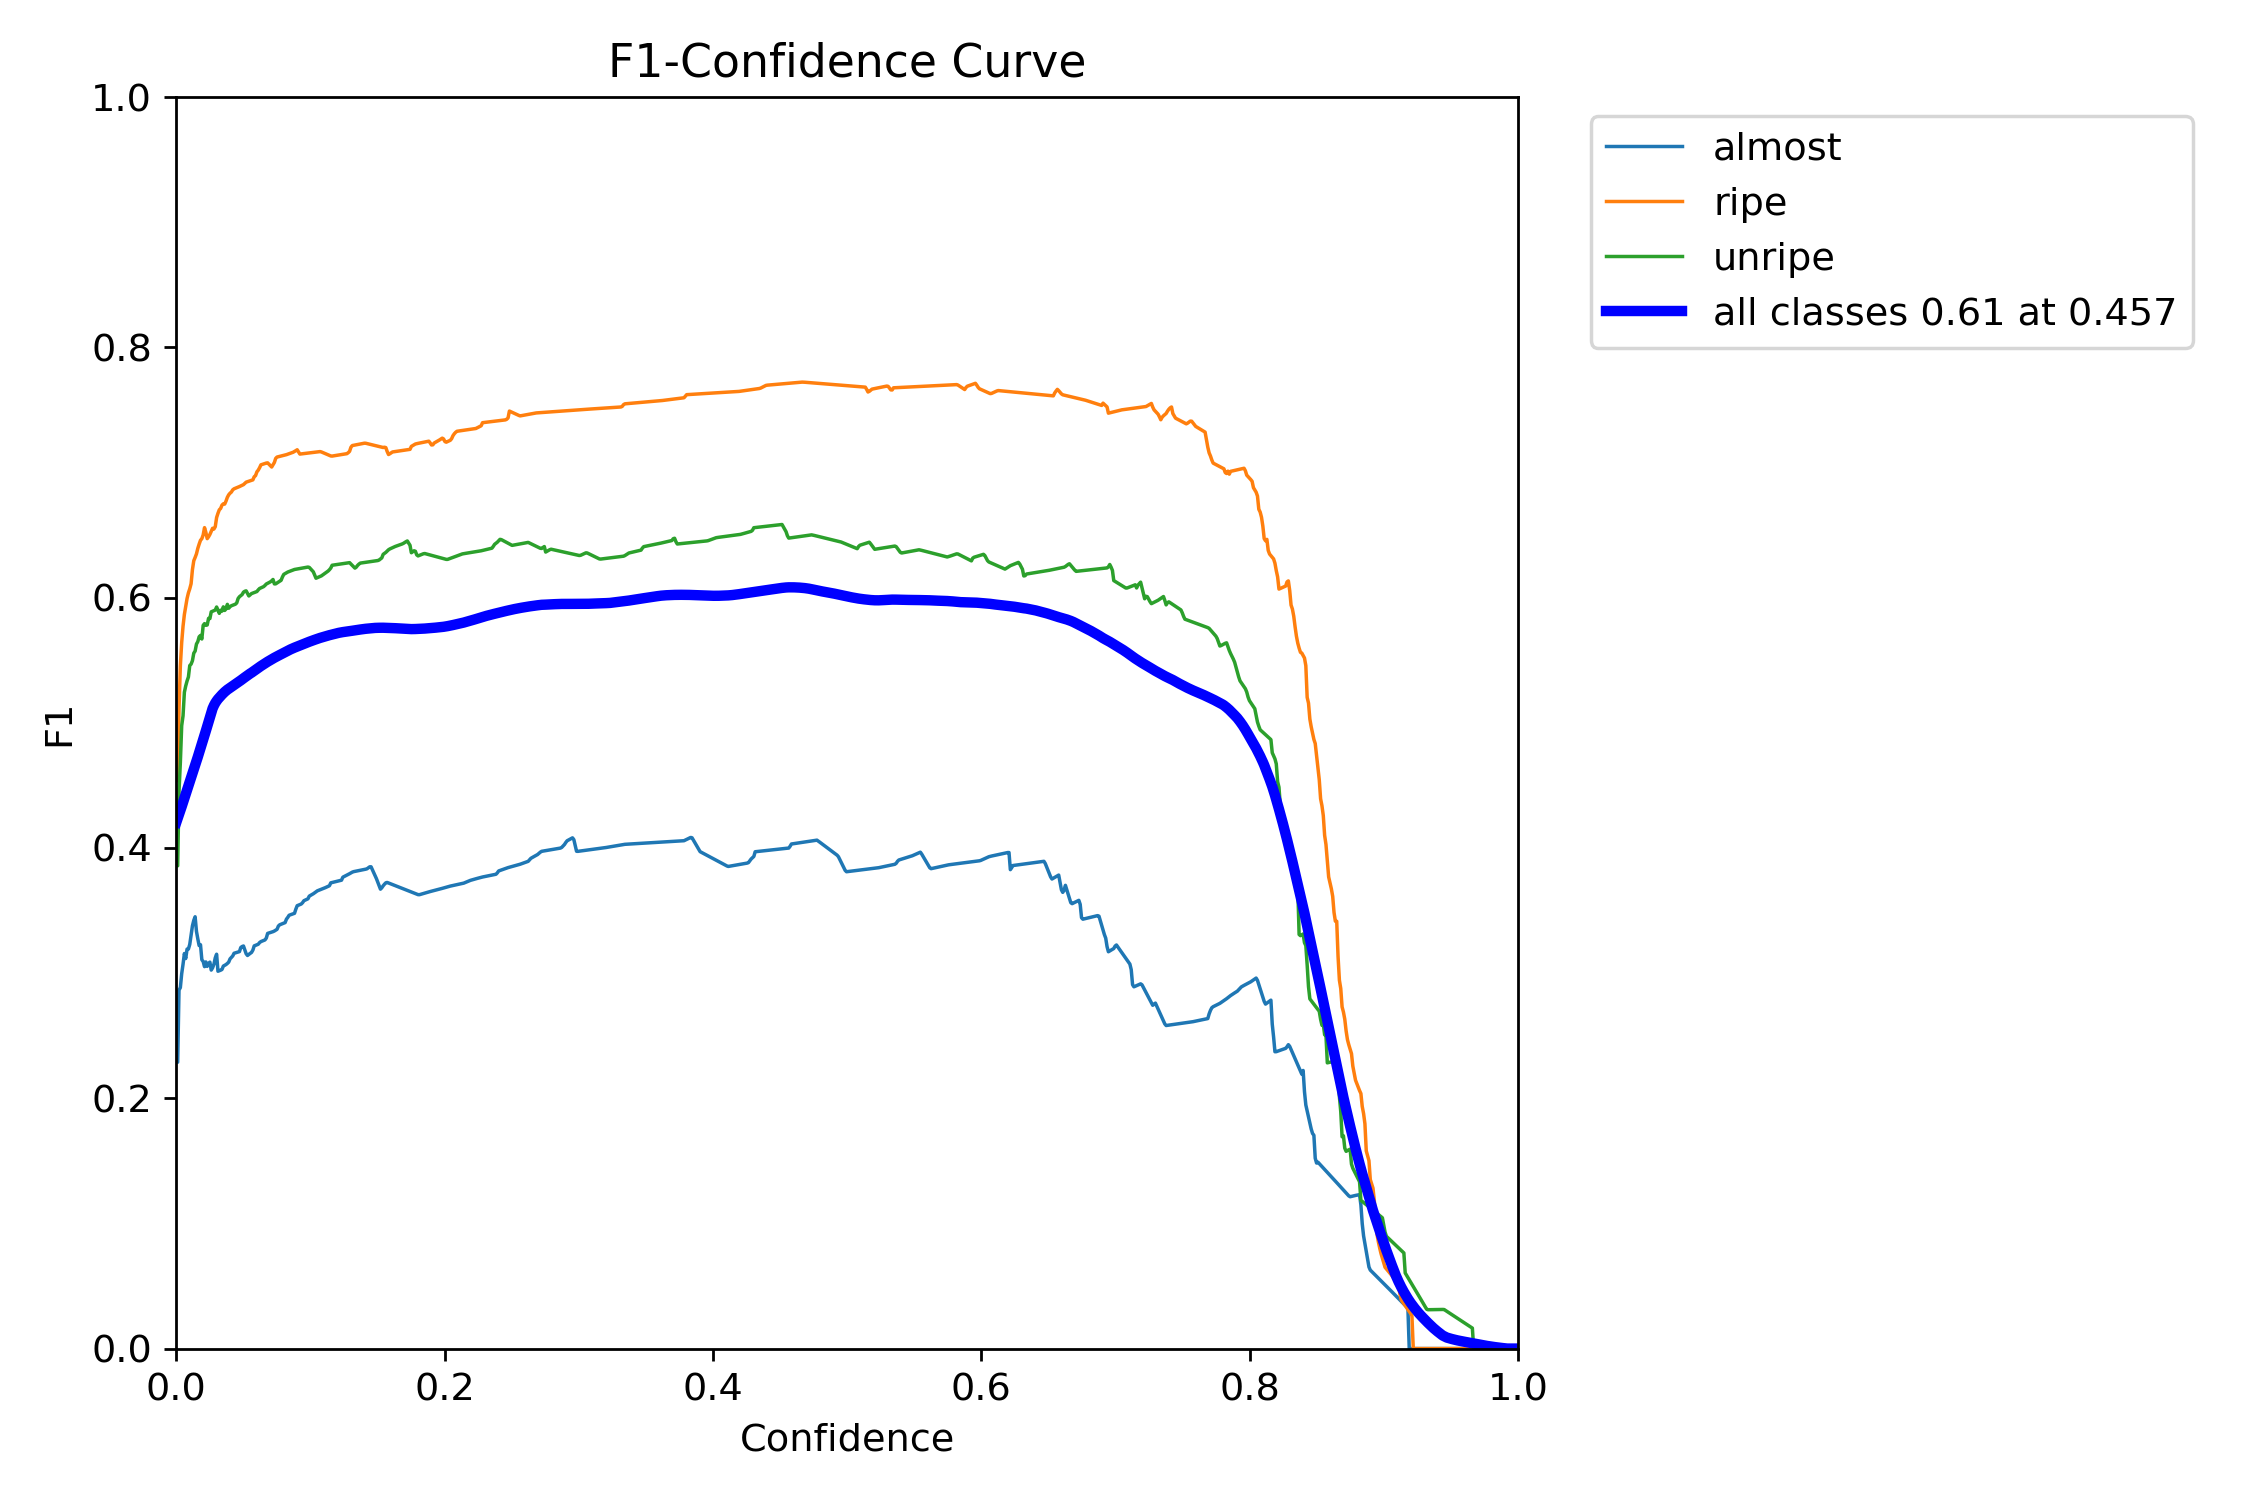 F1-Confidence Curve
1.0
0.8
0.6
0.4
0.2
0.0
F1
0.0 0.2 0.4 0.6 0.8 1.0
Confidence
almost
ripe
unripe
all classes 0.61 at 0.457